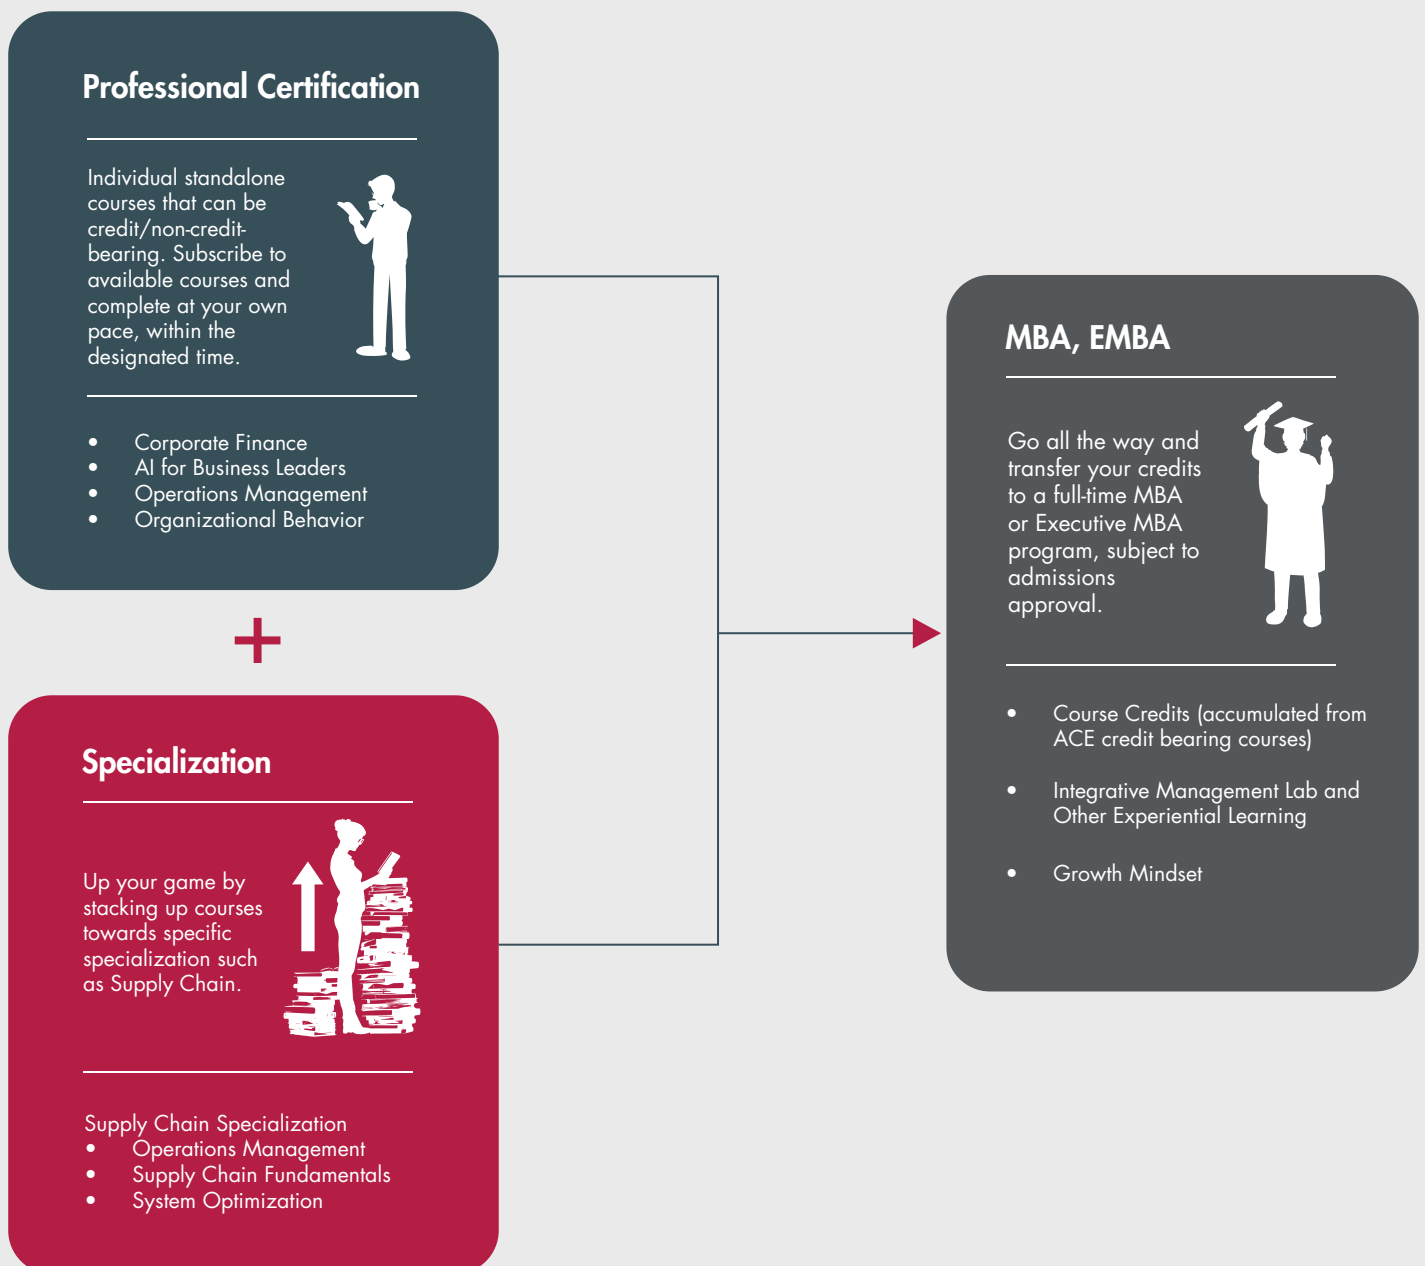 Professional Certification
Individual standalone
courses that can be
credit/non-credit-
bearing. Subscribe to
available courses and
complete at your own
pace, within the
designated time.
• Corporate Finance
• AI for Business Leaders
• Operations Management
• Organizational Behavior
+
Specialization
Up your game by
stacking up courses
towards specific
specialization such
as Supply Chain.
Supply Chain Specialization
• Operations Management
• Supply Chain Fundamentals
• System Optimization
MBA, EMBA
Go all the way and
transfer your credits
to a full-time MBA
or Executive MBA
program, subject to
admissions
approval.
• Course Credits (accumulated from
ACE credit bearing courses)
• Integrative Management Lab and
Other Experiential Learning
• Growth Mindset